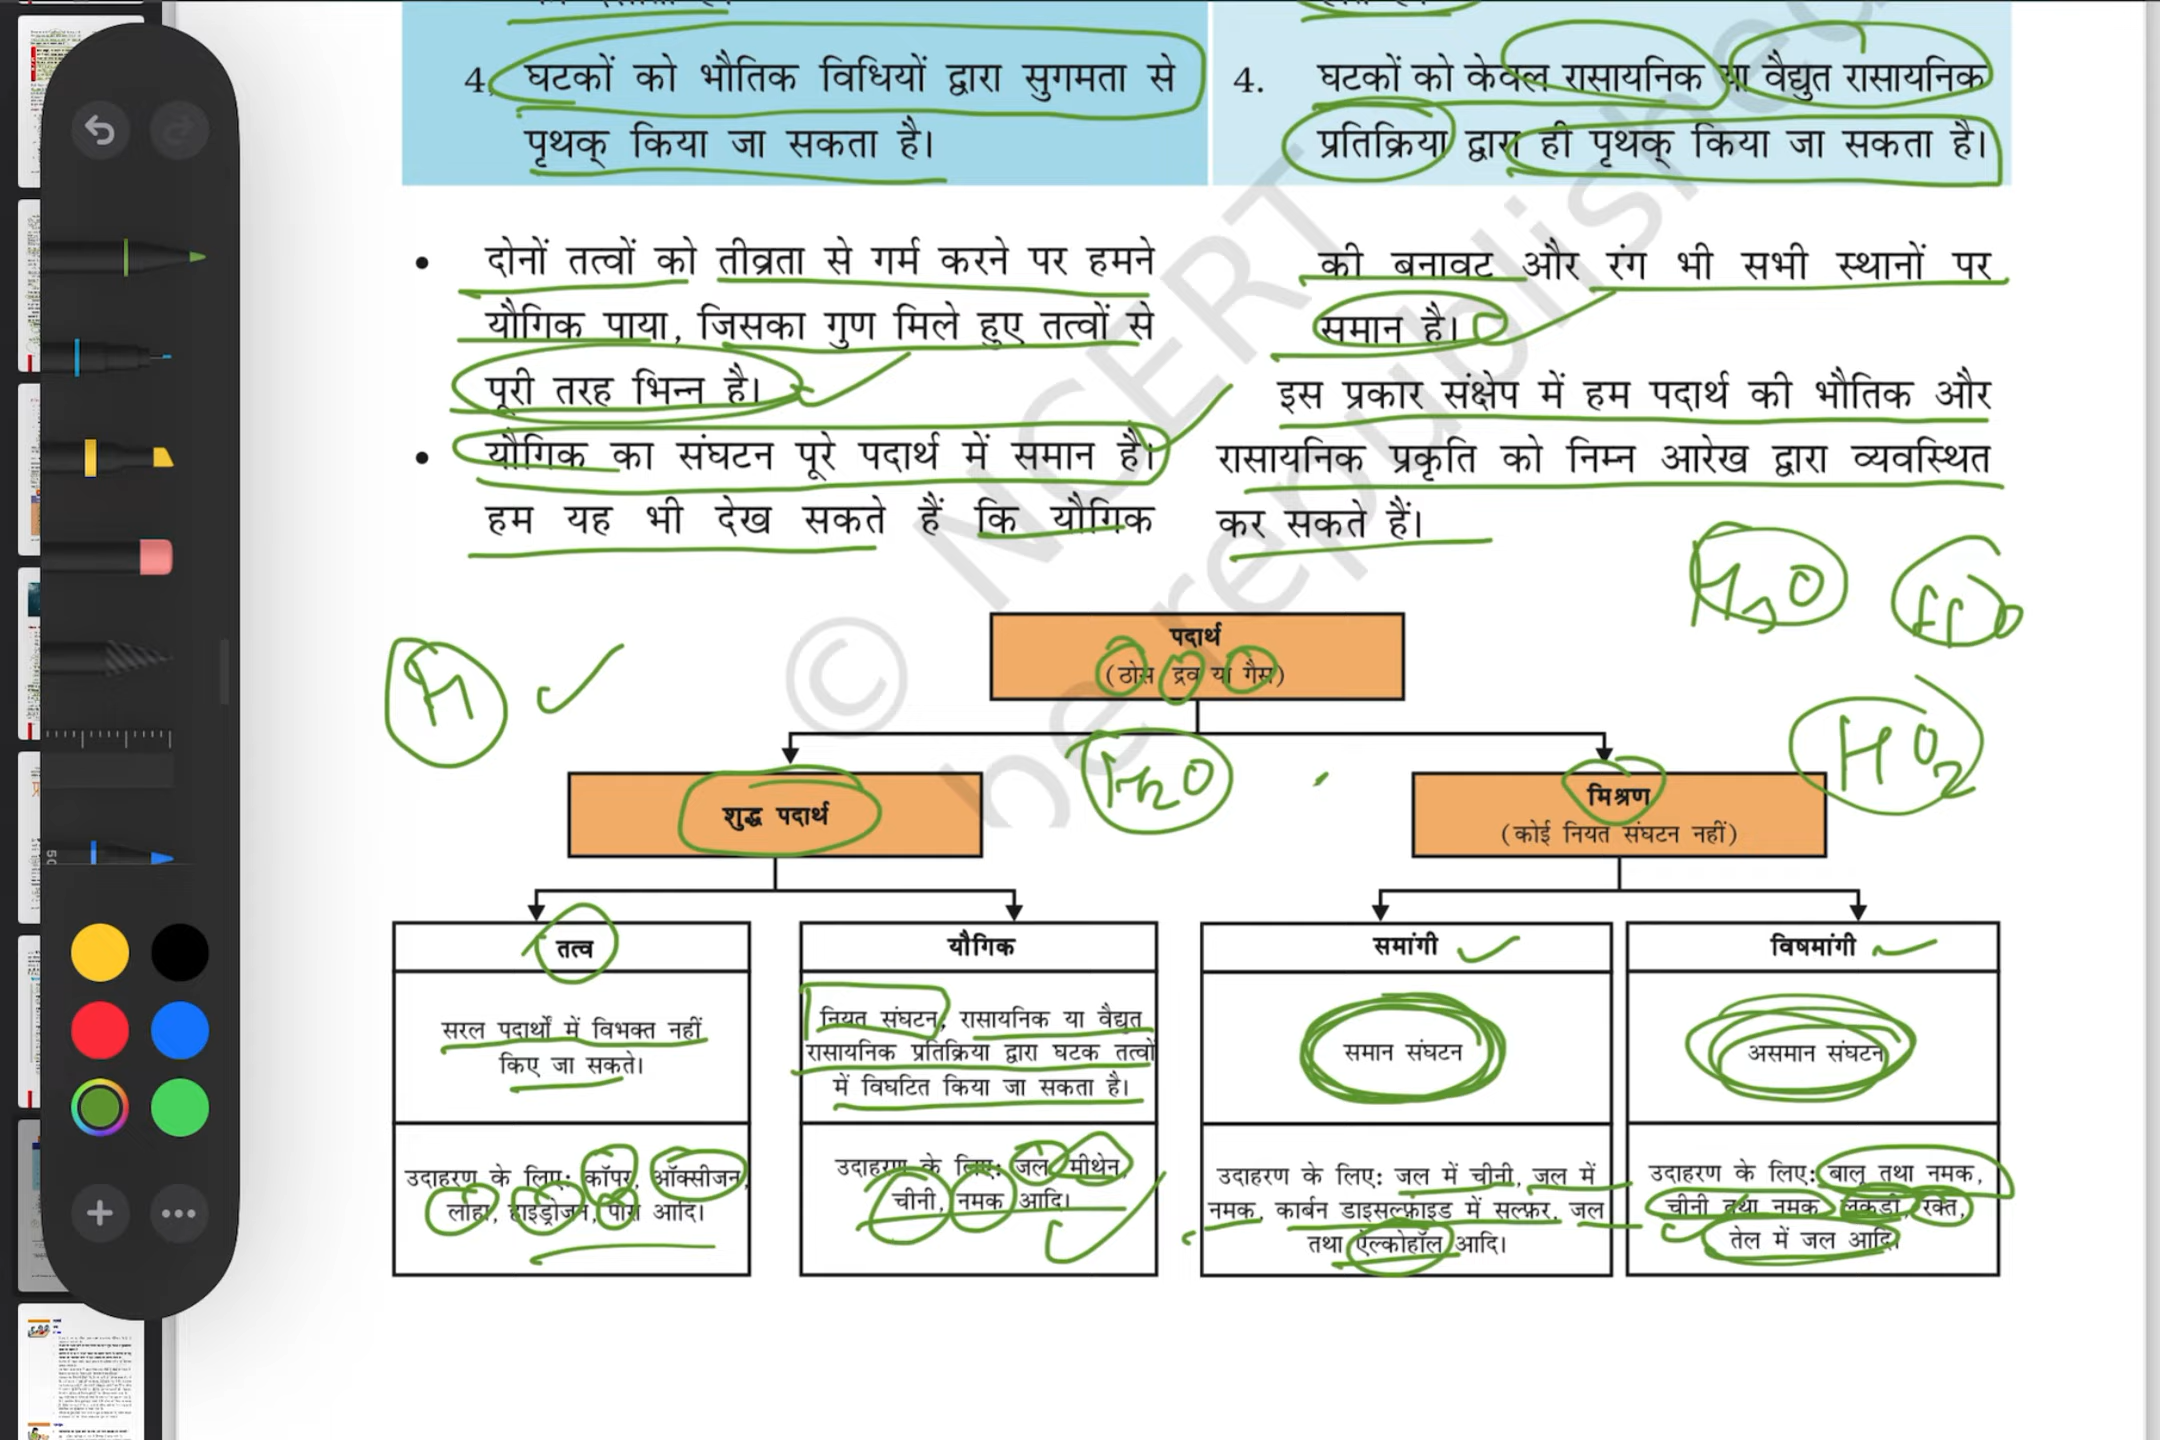 4. घटकों को भौतिक विधियों द्वारा सुगमता से
पृथक् किया जा सकता है।
4. घटकों को केवल रासायनिक या वैद्युत रासायनिक
प्रतिक्रिया द्वारा ही पृथक् किया जा सकता है।
• दोनों तत्वों को तीव्रता से गर्म करने पर हमने
यौगिक पाया, जिसका गुण मिले हुए तत्वों से
पूरी तरह भिन्न है।
• यौगिक का संघटन पूरे पदार्थ में समान है।
हम यह भी देख सकते हैं कि यौगिक
की बनावट और रंग भी सभी स्थानों पर
समान है।
इस प्रकार संक्षेप में हम पदार्थ की भौतिक और
रासायनिक प्रकृति को निम्न आरेख द्वारा व्यवस्थित
कर सकते हैं।
© NCERT
be republished
H
H2O
HO2
पदार्थ
(ठोस द्रव या गैस)
शुद्ध पदार्थ
H2O
मिश्रण
(कोई नियत संघटन नहीं)
तत्व
सरल पदार्थों में विभक्त नहीं
किए जा सकते।
उदाहरण के लिए: कॉपर, ऑक्सीजन,
लोहा, हाइड्रोजन, पारा आदि।
यौगिक
नियत संघटन, रासायनिक या वैद्युत
रासायनिक प्रतिक्रिया द्वारा घटक तत्वों
में विघटित किया जा सकता है।
उदाहरण के लिए: जल, मीथेन,
चीनी, नमक आदि।
समांगी
समान संघटन
उदाहरण के लिए: जल में चीनी, जल में
नमक, कार्बन डाइसल्फ़ाइड में सल्फ़र, जल
तथा ऐल्कोहॉल आदि।
विषमांगी
असमान संघटन
उदाहरण के लिए: बालू तथा नमक,
चीनी तथा नमक, लकड़ी, रक्त,
तेल में जल आदि।